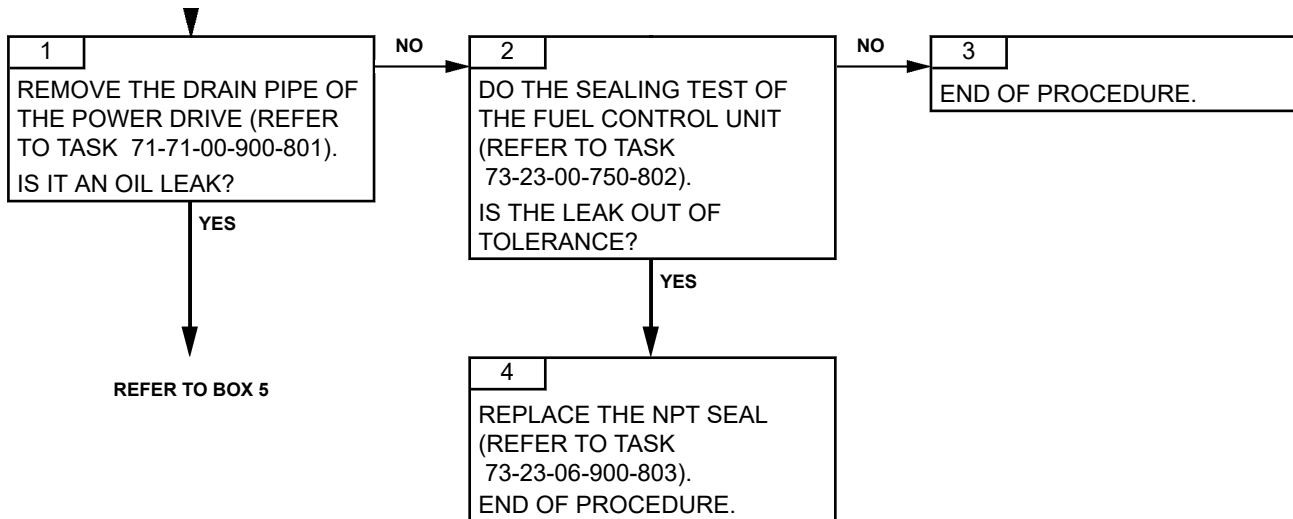 1
REMOVE THE DRAIN PIPE OF
THE POWER DRIVE (REFER
TO TASK 71-71-00-900-801).
IS IT AN OIL LEAK?
NO
YES
REFER TO BOX 5
2
DO THE SEALING TEST OF
THE FUEL CONTROL UNIT
(REFER TO TASK
73-23-00-750-802).
IS THE LEAK OUT OF
TOLERANCE?
NO
YES
3
END OF PROCEDURE.
4
REPLACE THE NPT SEAL
(REFER TO TASK
73-23-06-900-803).
END OF PROCEDURE.